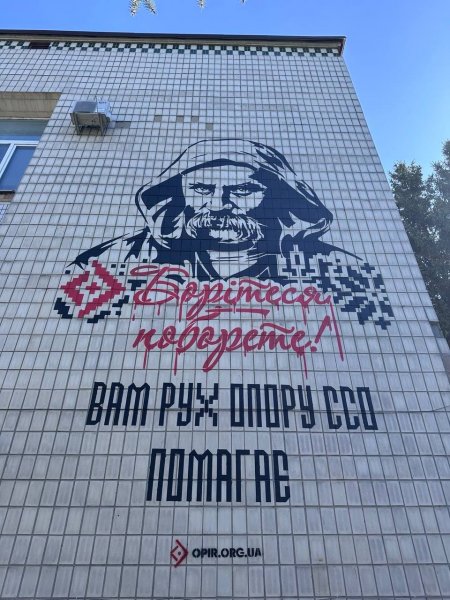 Борітеся
поборете!
ВАМ РУХ ОПОРУ ССО
ПОМАГАЄ
OPIR.ORG.UA